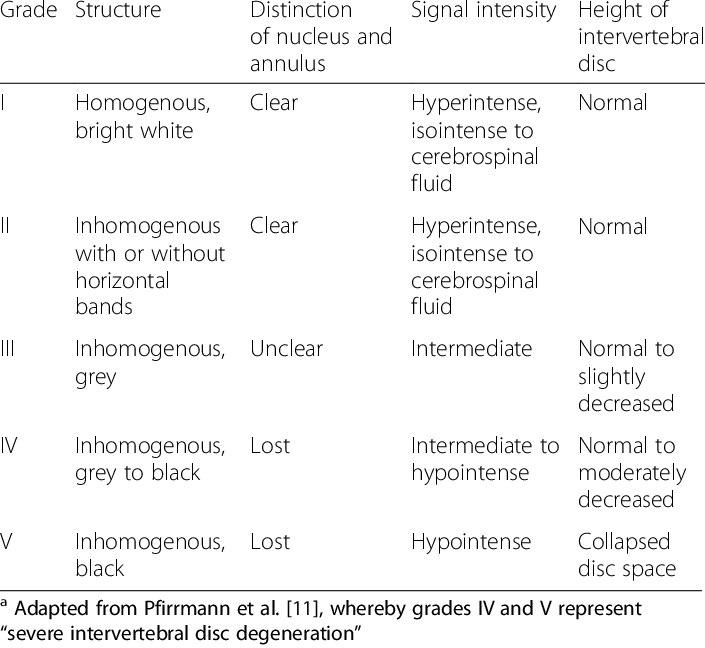 Grade Structure Distinction of nucleus and annulus Signal intensity Height of intervertebral disc
I Homogenous, bright white Clear Hyperintense, isointense to cerebrospinal fluid Normal
II Inhomogenous with or without horizontal bands Clear Hyperintense, isointense to cerebrospinal fluid Normal
III Inhomogenous, grey Unclear Intermediate Normal to slightly decreased
IV Inhomogenous, grey to black Lost Intermediate to hypointense Normal to moderately decreased
V Inhomogenous, black Lost Hypointense Collapsed disc space
a Adapted from Pfirrmann et al. [11], whereby grades IV and V represent
“severe intervertebral disc degeneration”